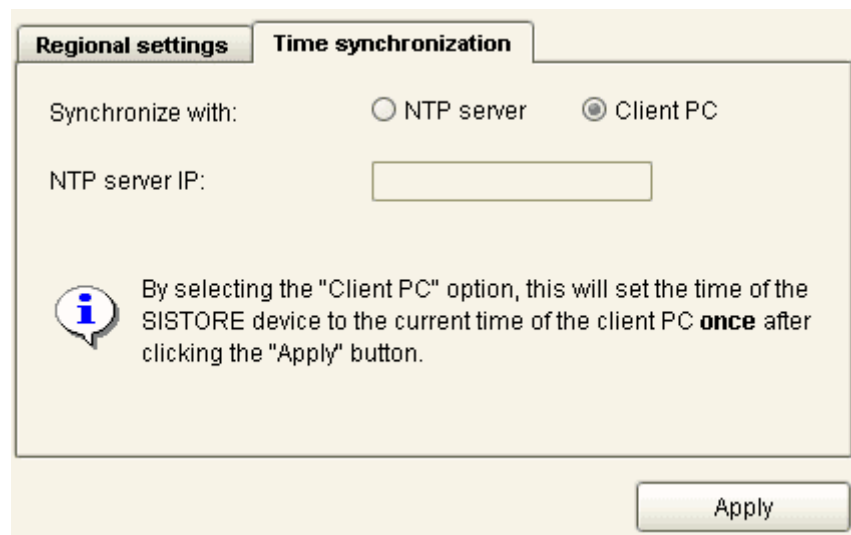 Regional settings Time synchronization
Synchronize with: NTP server Client PC
NTP server IP:
By selecting the "Client PC" option, this will set the time of the
SISTORE device to the current time of the client PC once after
clicking the "Apply" button.
Apply